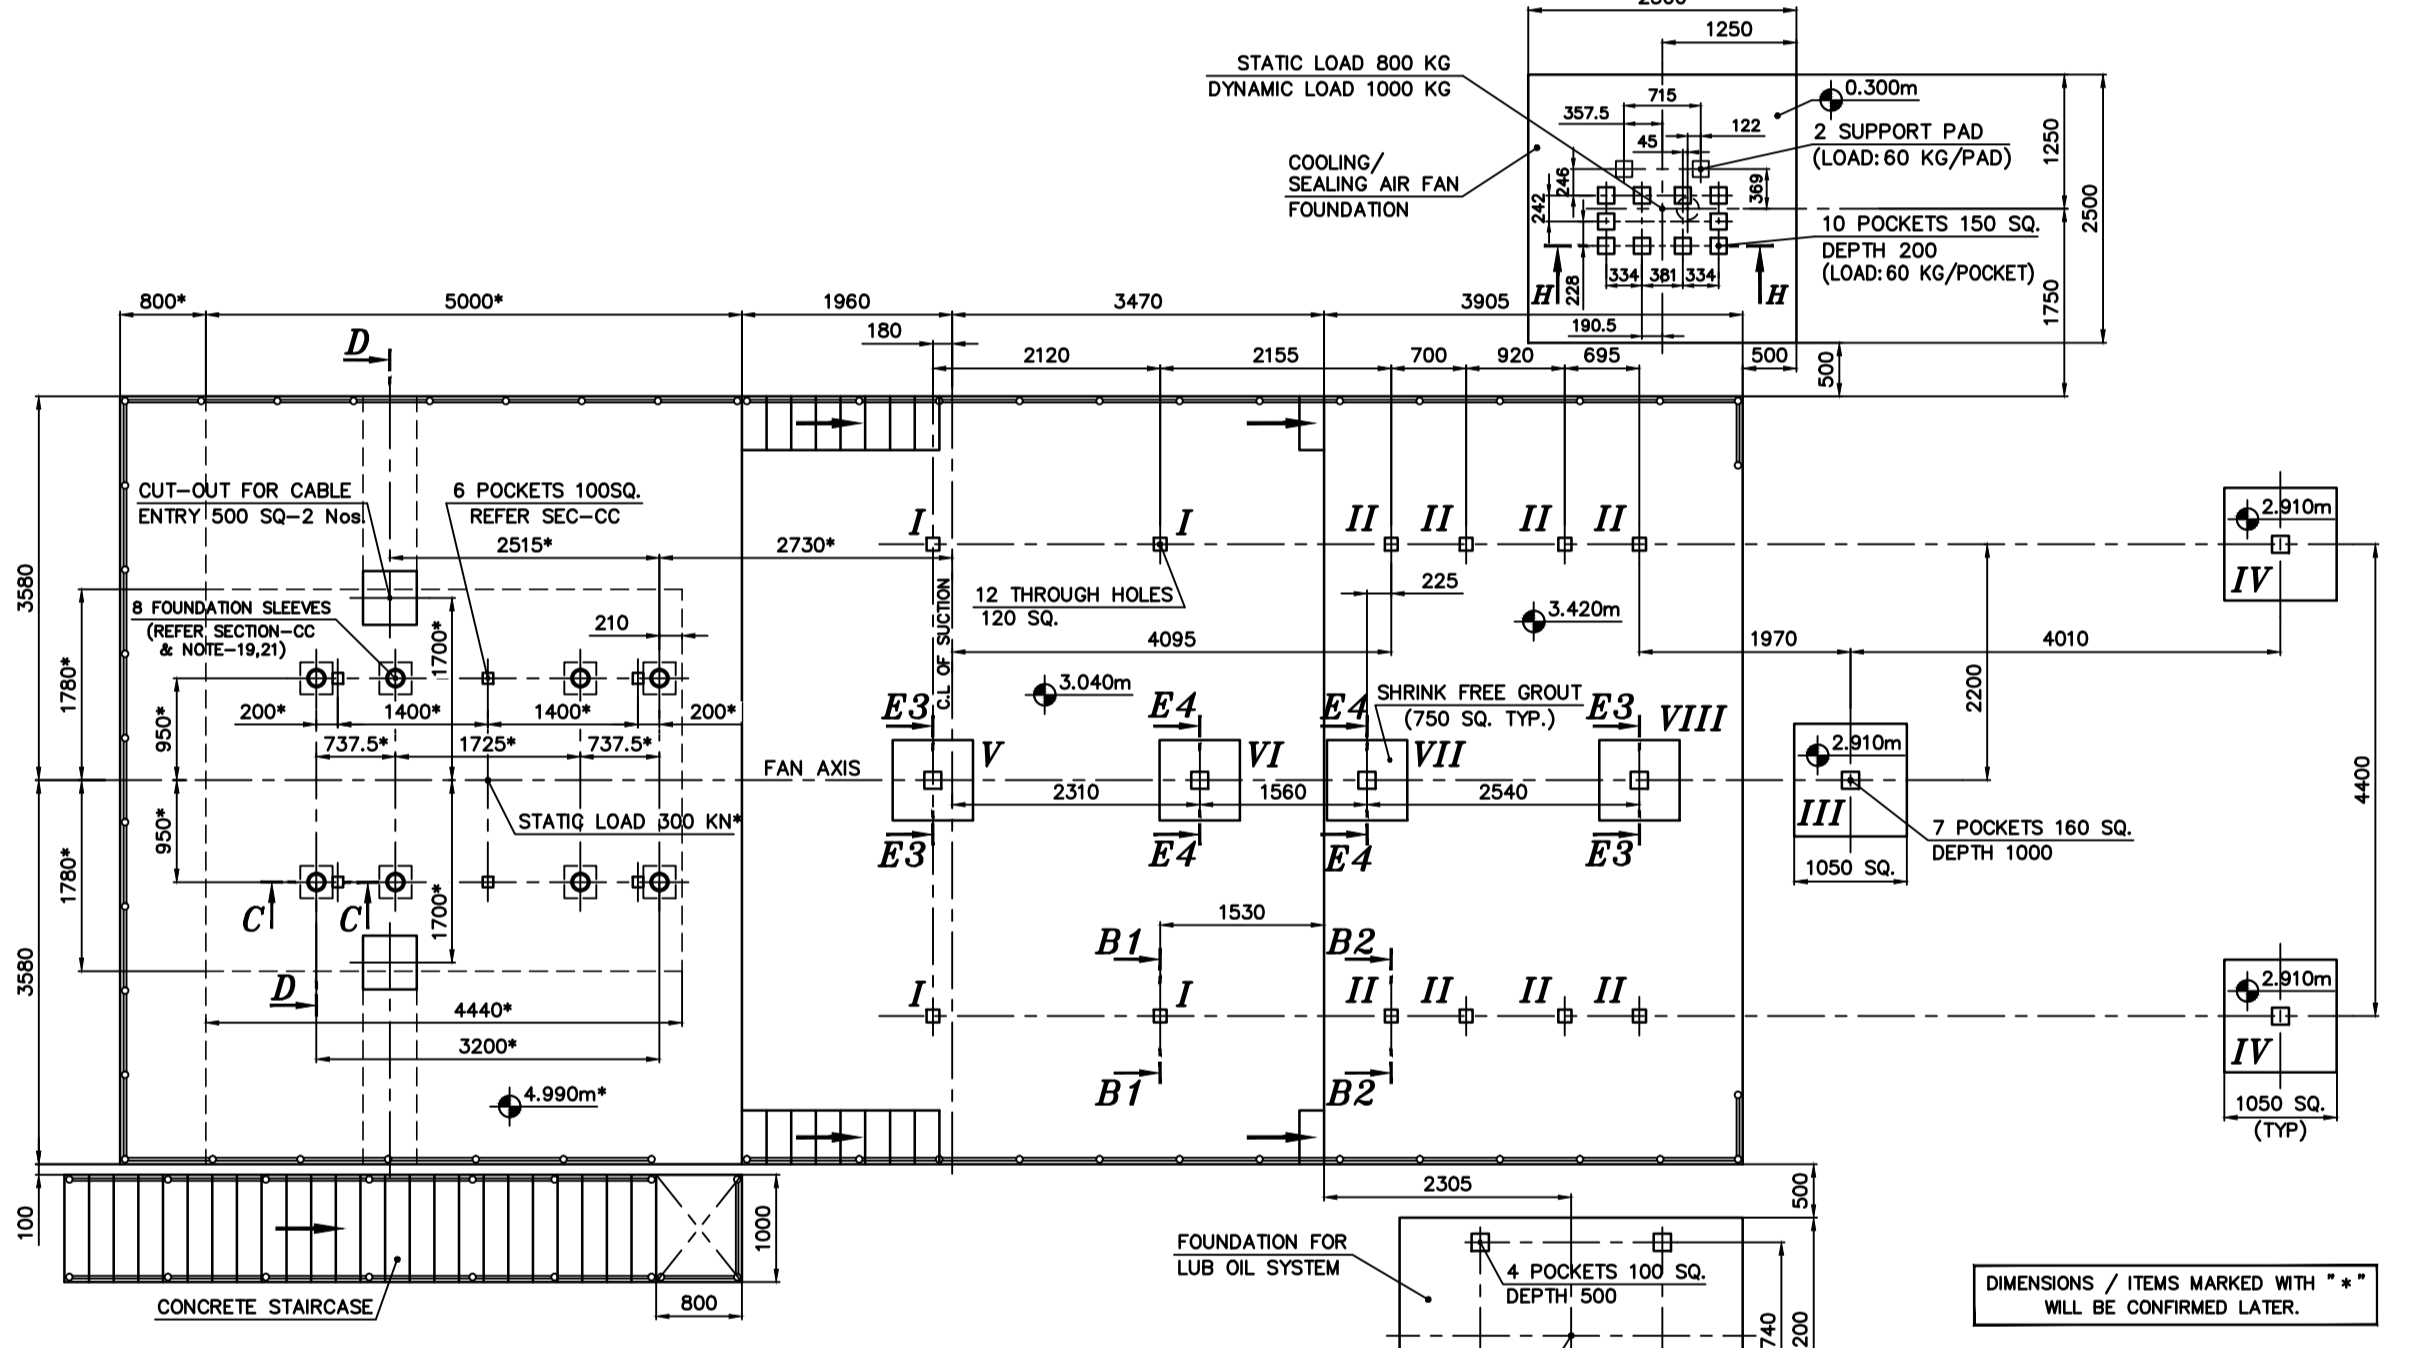 1250
STATIC LOAD 800 KG
DYNAMIC LOAD 1000 KG
715
0.300m
357.5
122
2 SUPPORT PAD
45
(LOAD:60 KG/PAD)
COOLING/
SEALING AIR FAN
FOUNDATION
246
242
369
1250
2500
10 POCKETS 150 SQ.
DEPTH 200
(LOAD:60 KG/POCKET)
334
381
334
H
228
H
1750
190.5
800*
5000*
1960
3470
3905
180
D
2120
2155
700
920
695
500
500
CUT-OUT FOR CABLE
ENTRY 500 SQ-2 Nos.
6 POCKETS 100SQ.
REFER SEC-CC
I
I
II
II
II
II
2.910m
2515*
2730*
3580
IV
225
12 THROUGH HOLES
120 SQ.
C.L OF SUCTION
8 FOUNDATION SLEEVES
(REFER SECTION-CC
& NOTE-19,21)
210
3.420m
1700*
4095
1970
4010
1780*
3.040m
2200
SHRINK FREE GROUT
(750 SQ. TYP.)
E3
E4
E4
E3
VIII
200*
1400*
1400*
200*
950*
737.5*
1725*
737.5*
FAN AXIS
V
VI
VII
2.910m
4400
2310
1560
2540
III
STATIC LOAD 300 KN*
950*
E3
E4
E4
E3
7 POCKETS 160 SQ.
DEPTH 1000
1050 SQ.
1780*
C
C
1700*
1530
B1
B2
3580
D
I
I
II
II
II
II
2.910m
4440*
IV
3200*
4.990m*
B1
B2
1050 SQ.
(TYP)
2305
500
100
1000
FOUNDATION FOR
LUB OIL SYSTEM
4 POCKETS 100 SQ.
DEPTH 500
CONCRETE STAIRCASE
800
740
200
DIMENSIONS / ITEMS MARKED WITH "*"
WILL BE CONFIRMED LATER.